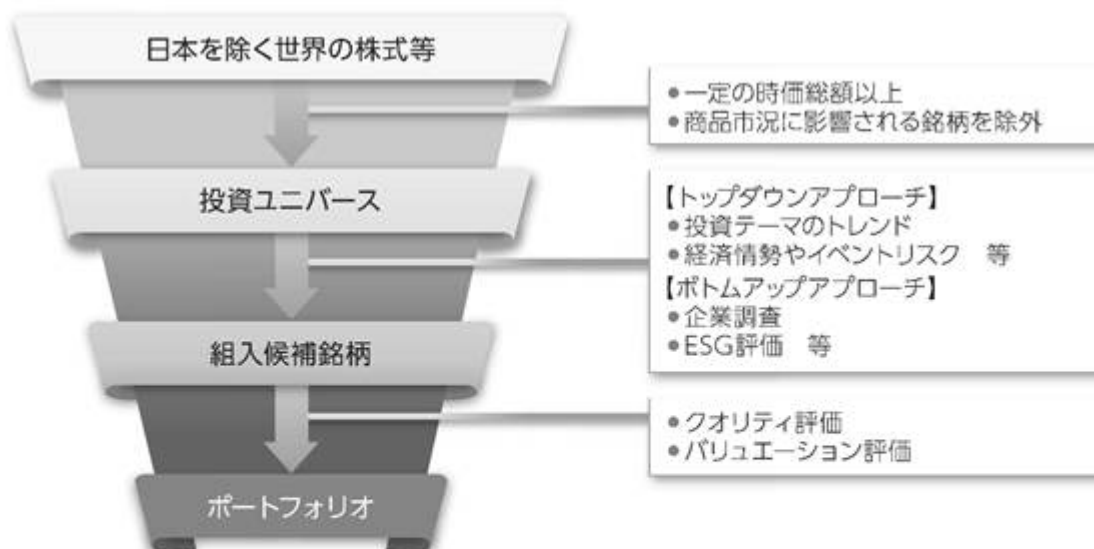 日本を除く世界の株式等
●一定の時価総額以上
●商品市況に影響される銘柄を除外
投資ユニバース
【トップダウンアプローチ】
●投資テーマのトレンド
●経済情勢やイベントリスク　等
【ボトムアップアプローチ】
●企業調査
●ESG評価　等
組入候補銘柄
●クオリティ評価
●バリュエーション評価
ポートフォリオ